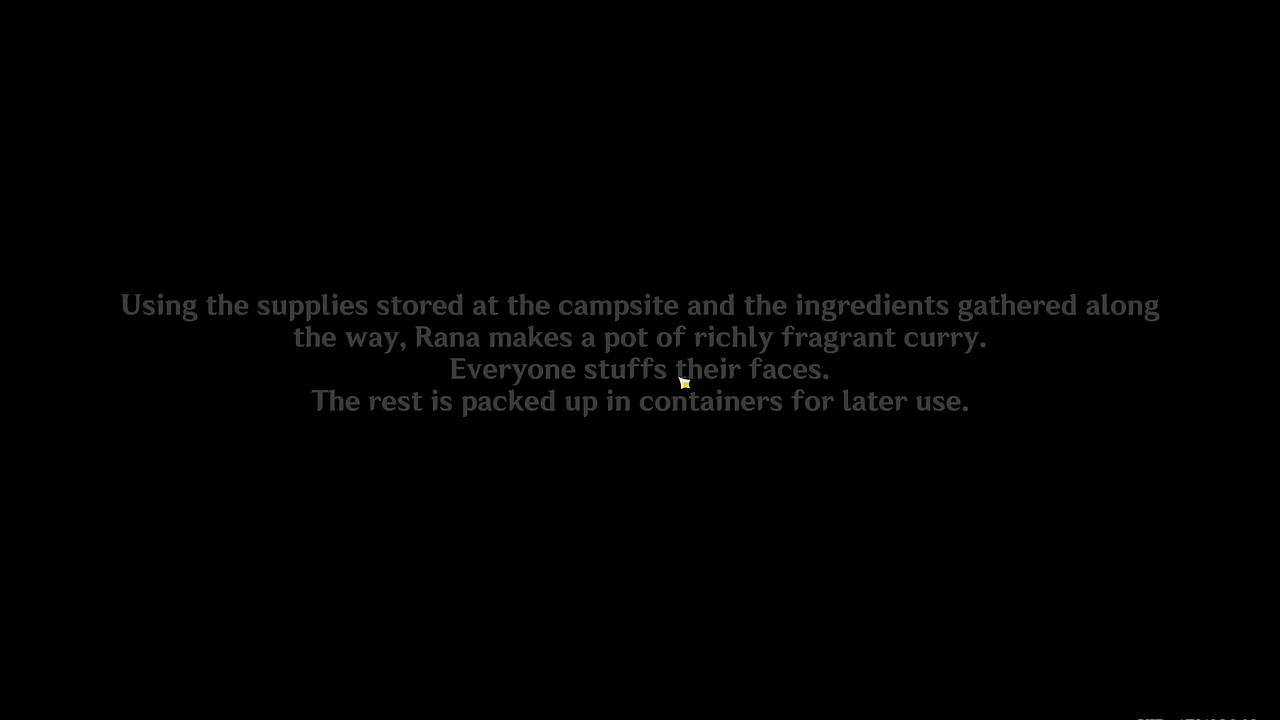 Using the supplies stored at the campsite and the ingredients gathered along
the way, Rana makes a pot of richly fragrant curry.
Everyone stuffs their faces.
The rest is packed up in containers for later use.